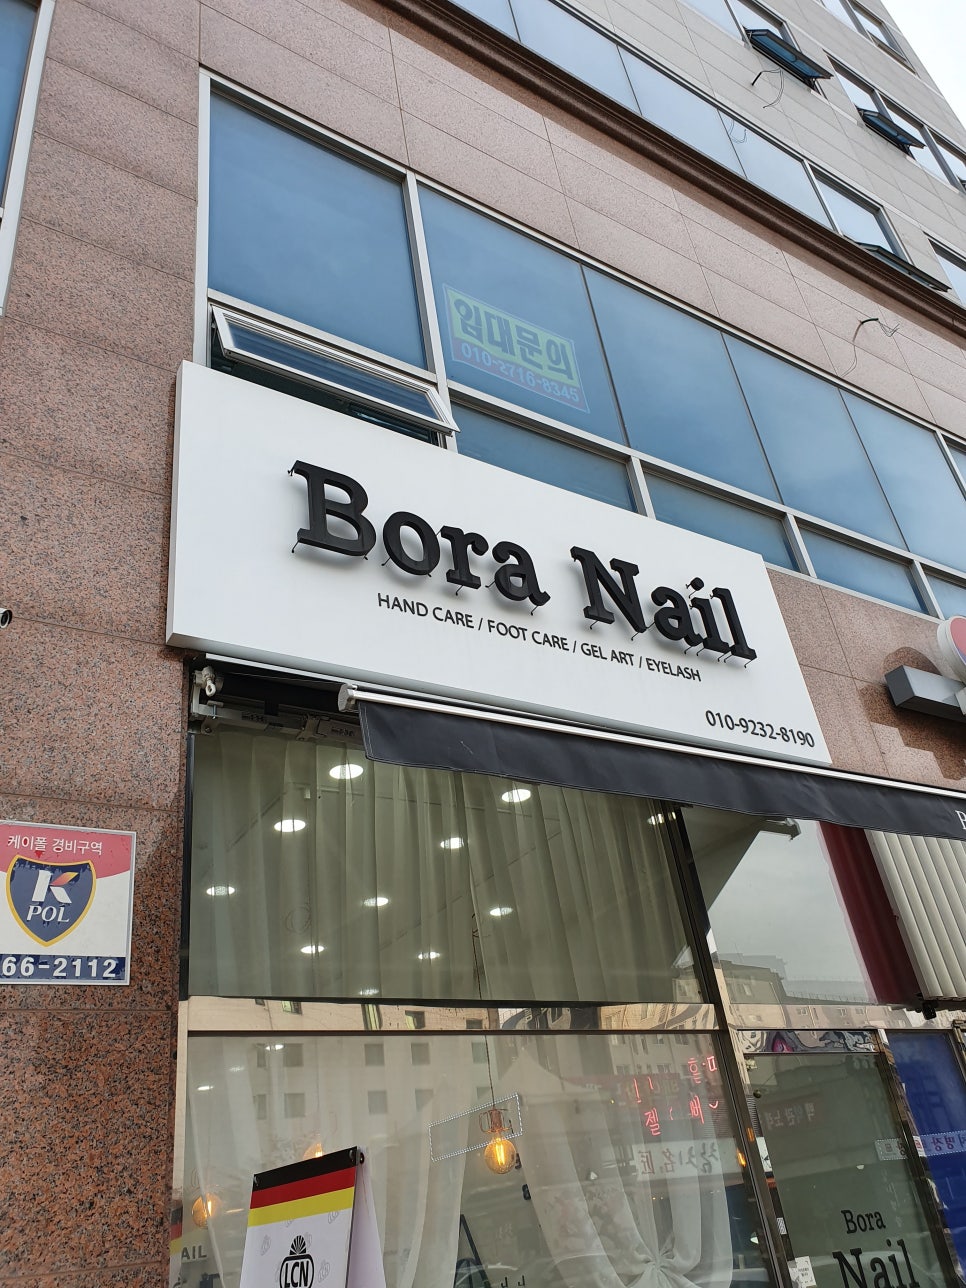 임대문의
010-2716-8345
Bora Nail
HAND CARE / FOOT CARE / GEL ART / EYELASH
010-9232-8190
케이폴 경비구역
K
POL
66-2112
LCN
AIL
Bora
Nail